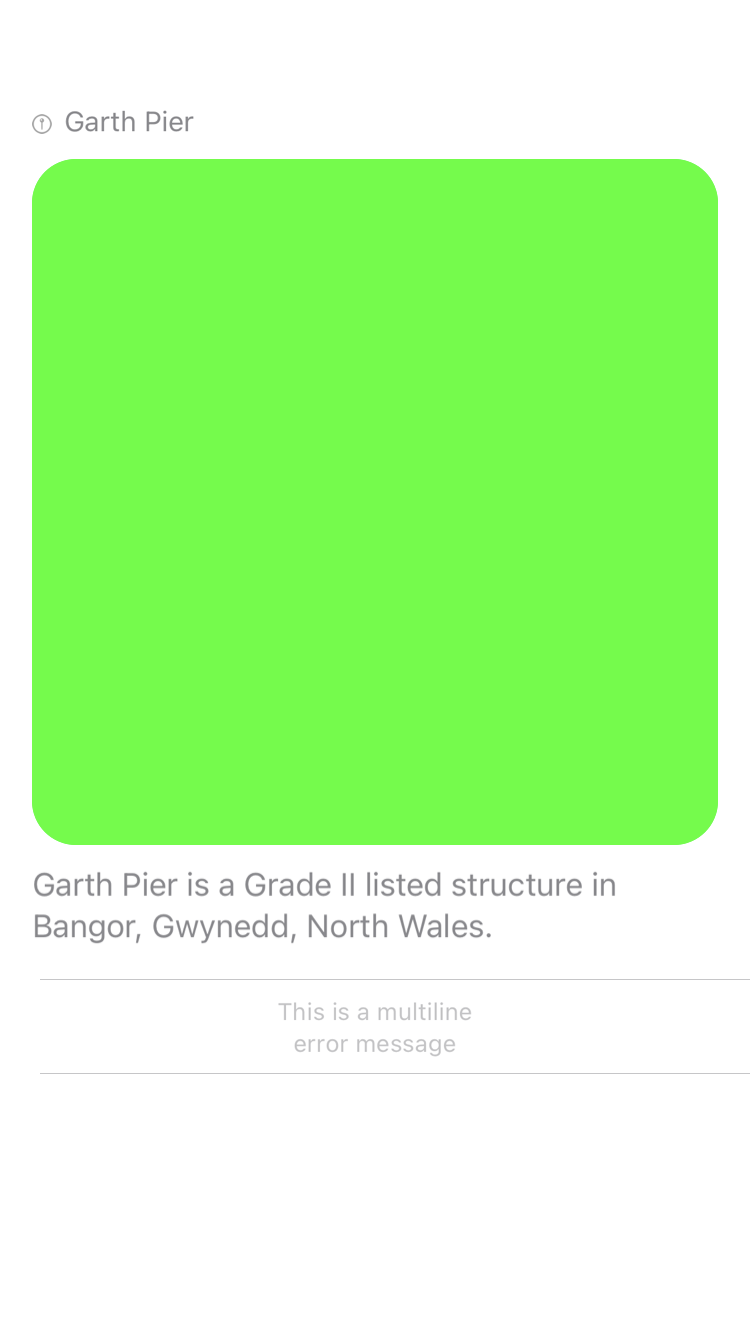 Garth Pier
Garth Pier is a Grade II listed structure in
Bangor, Gwynedd, North Wales.
This is a multiline
error message